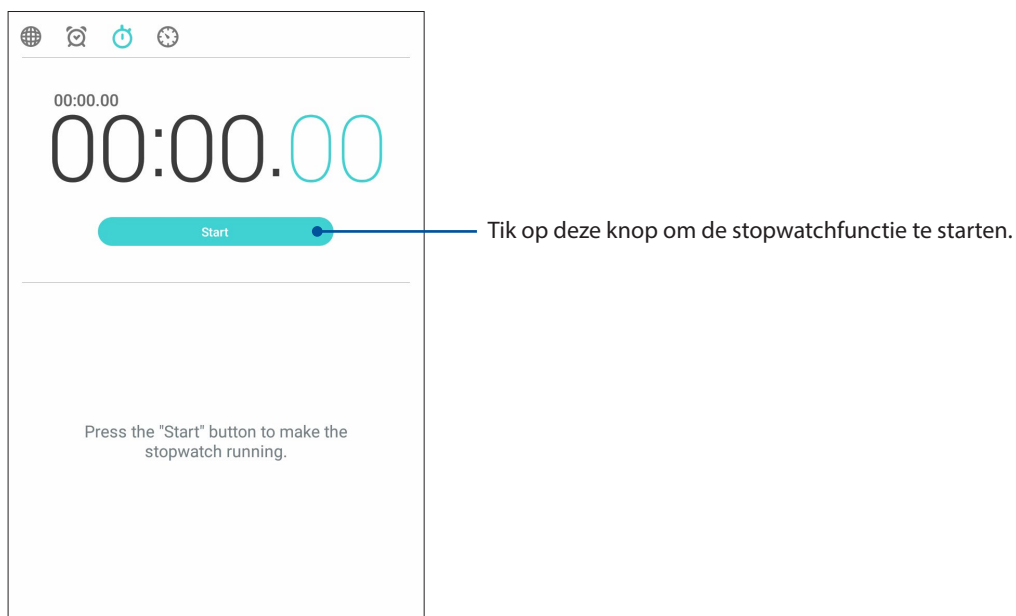 00:00.00
00:00.00
Start
Tik op deze knop om de stopwatchfunctie te starten.
Press the "Start" button to make the
stopwatch running.